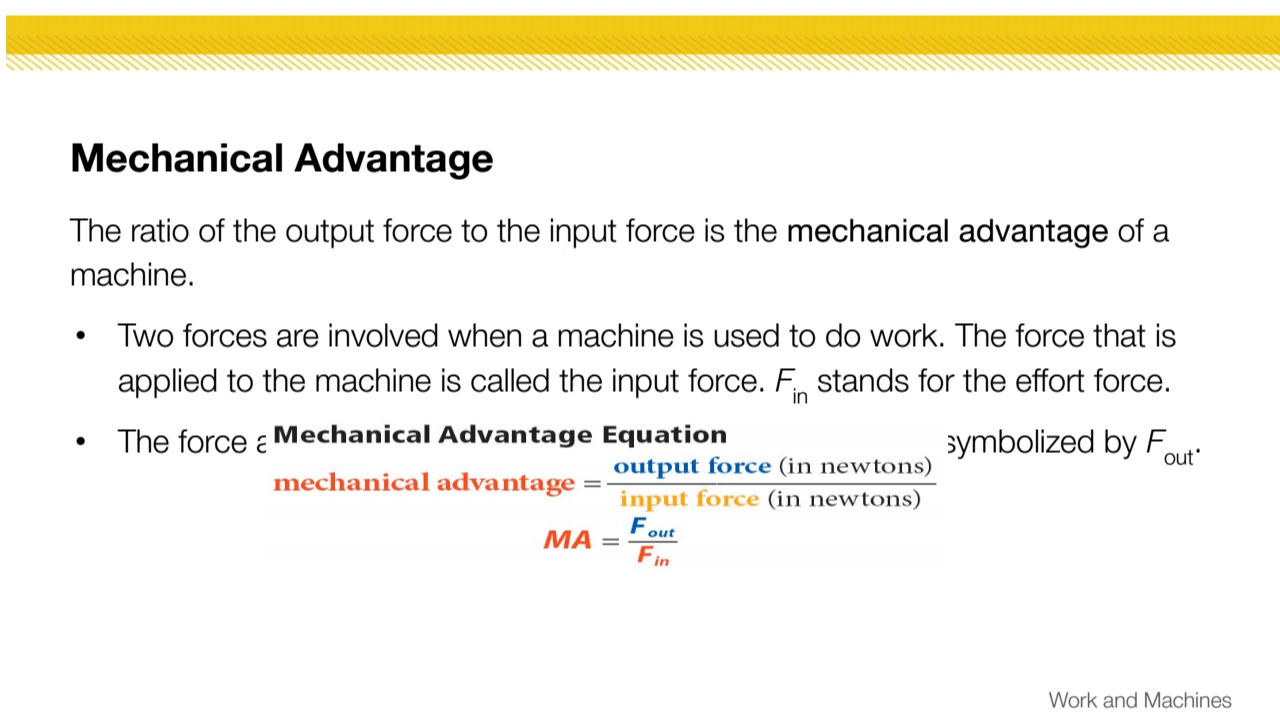 Mechanical Advantage
The ratio of the output force to the input force is the mechanical advantage of a
machine.
• Two forces are involved when a machine is used to do work. The force that is
applied to the machine is called the input force. Fin stands for the effort force.
• The force symbolized by Fout.
Mechanical Advantage Equation
mechanical advantage = output force (in newtons)
input force (in newtons)
MA = Fout
Fin
Work and Machines